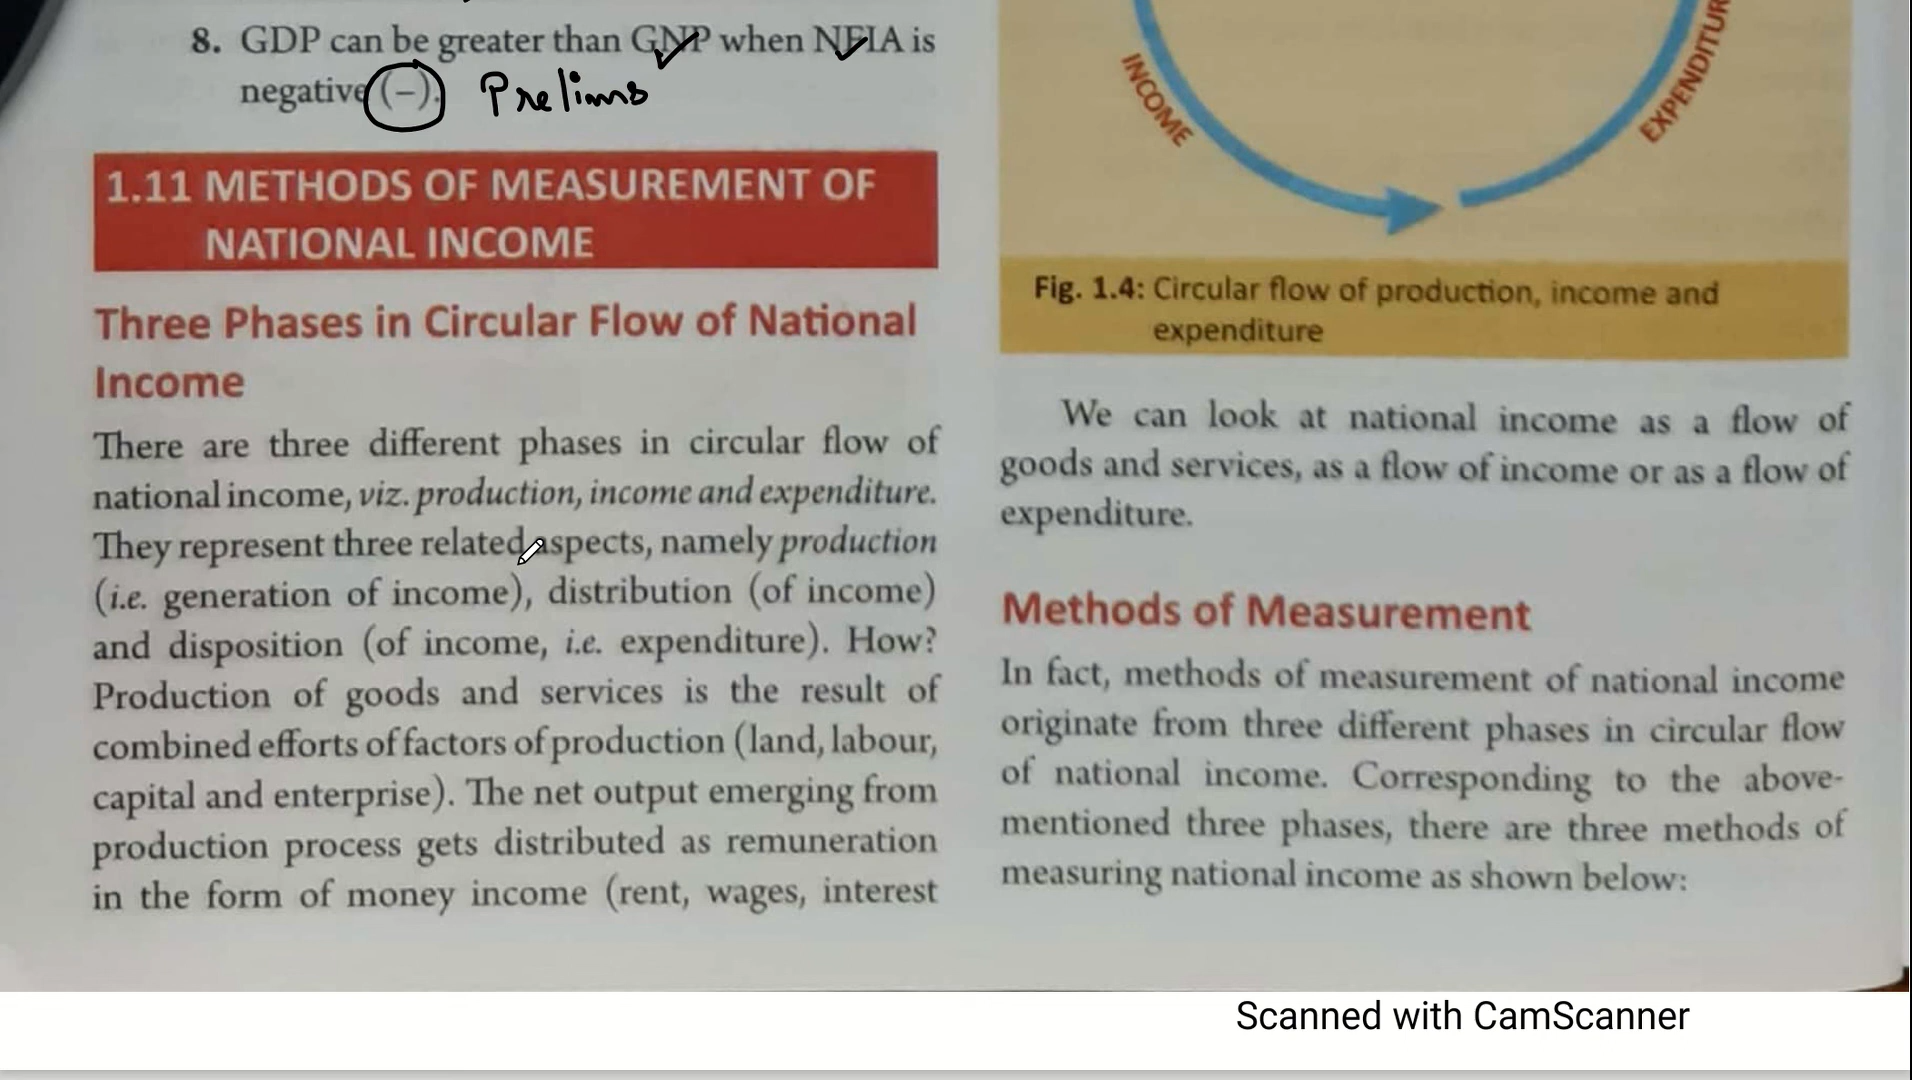 8. GDP can be greater than GNP when NFIA is
negative (–). Prelims
1.11 METHODS OF MEASUREMENT OF
NATIONAL INCOME
Three Phases in Circular Flow of National
Income
There are three different phases in circular flow of
national income, viz. production, income and expenditure.
They represent three related aspects, namely production
(i.e. generation of income), distribution (of income)
and disposition (of income, i.e. expenditure). How?
Production of goods and services is the result of
combined efforts of factors of production (land, labour,
capital and enterprise). The net output emerging from
production process gets distributed as remuneration
in the form of money income (rent, wages, interest
INCOME
EXPENDITUR
Fig. 1.4: Circular flow of production, income and
expenditure
We can look at national income as a flow of
goods and services, as a flow of income or as a flow of
expenditure.
Methods of Measurement
In fact, methods of measurement of national income
originate from three different phases in circular flow
of national income. Corresponding to the above-
mentioned three phases, there are three methods of
measuring national income as shown below:
Scanned with CamScanner